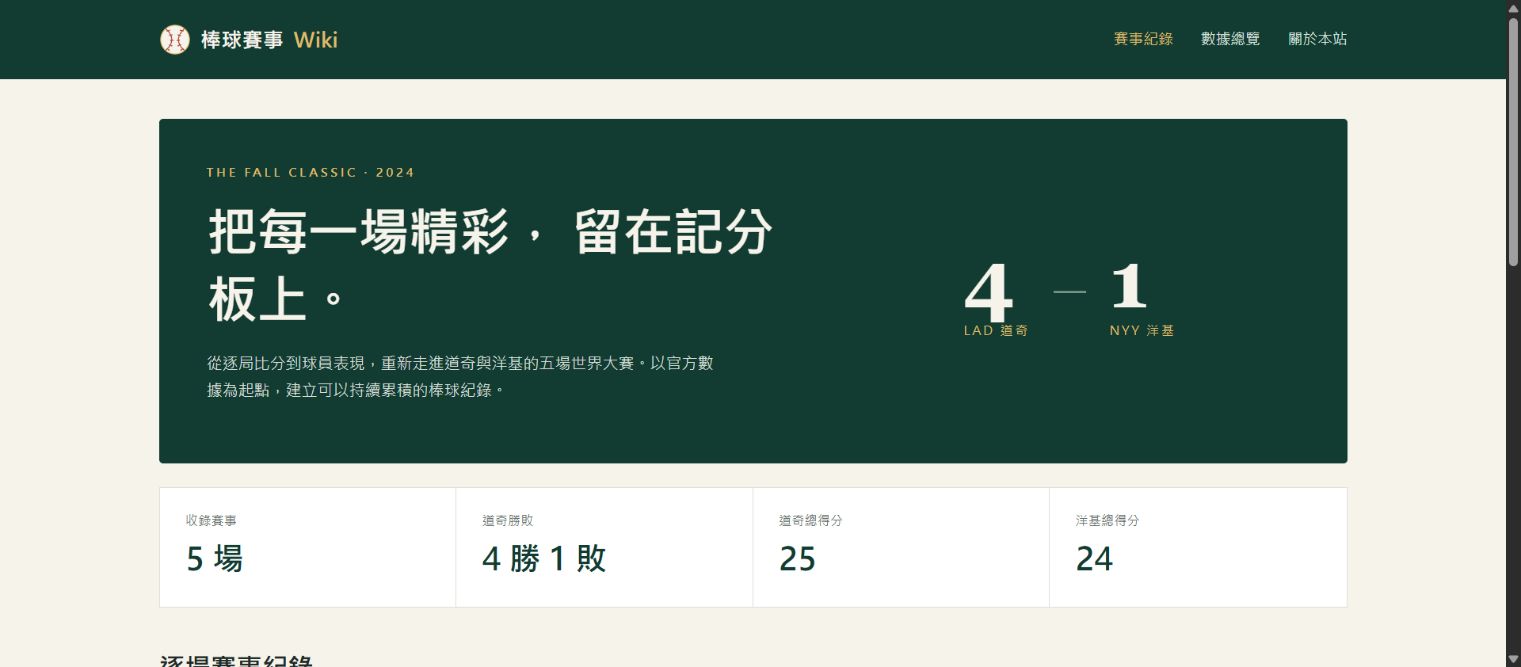 棒球賽事 Wiki
賽事紀錄 數據總覽 關於本站
THE FALL CLASSIC · 2024
把每一場精彩， 留在記分
板上。
4 — 1
LAD 道奇 NYY 洋基
從逐局比分到球員表現，重新走進道奇與洋基的五場世界大賽。以官方數
據為起點，建立可以持續累積的棒球紀錄。
收錄賽事 道奇勝敗 道奇總得分 洋基總得分
5 場 4 勝 1 敗 25 24
逐場賽事紀錄